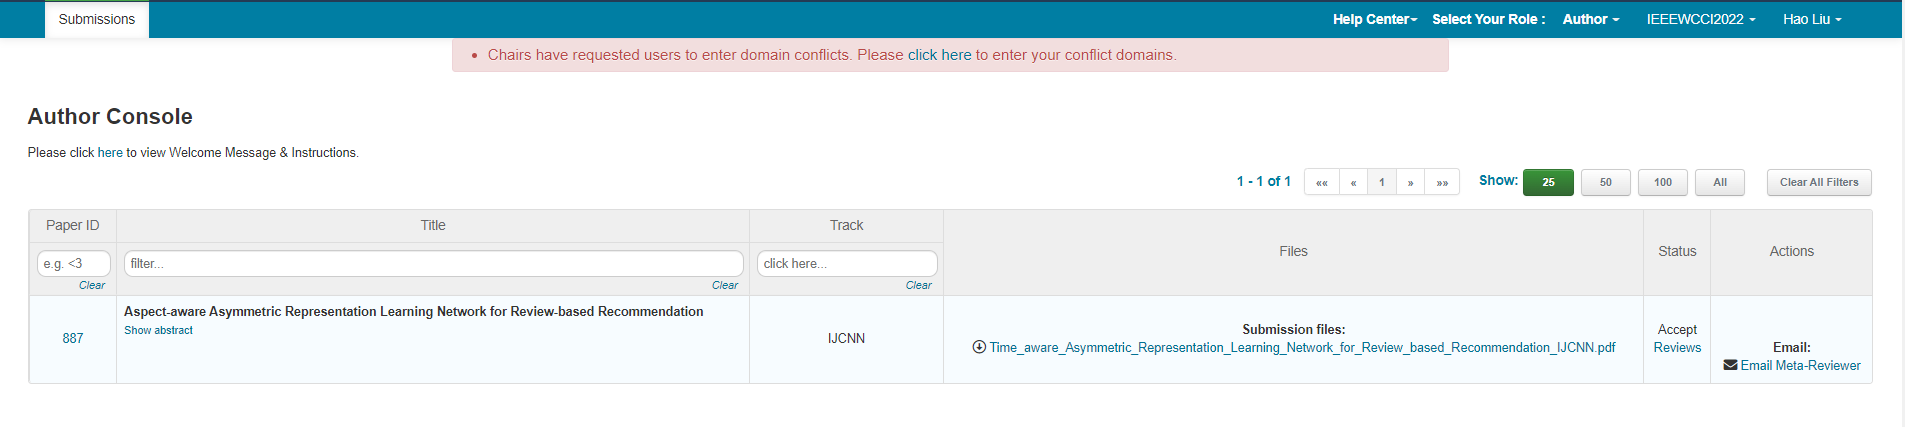 Submissions
Help Center Select Your Role : Author IEEEWCCI2022 Hao Liu
Chairs have requested users to enter domain conflicts. Please click here to enter your conflict domains.
Author Console
Please click here to view Welcome Message & Instructions.
1 - 1 of 1 «« « 1 » »» Show: 25 50 100 All Clear All Filters
Paper ID Title Track Files Status Actions
e.g. <3 filter... click here...
Clear Clear Clear
887
Aspect-aware Asymmetric Representation Learning Network for Review-based Recommendation
Show abstract
IJCNN
Submission files:
Time_aware_Asymmetric_Representation_Learning_Network_for_Review_based_Recommendation_IJCNN.pdf
Accept
Reviews
Email:
Email Meta-Reviewer